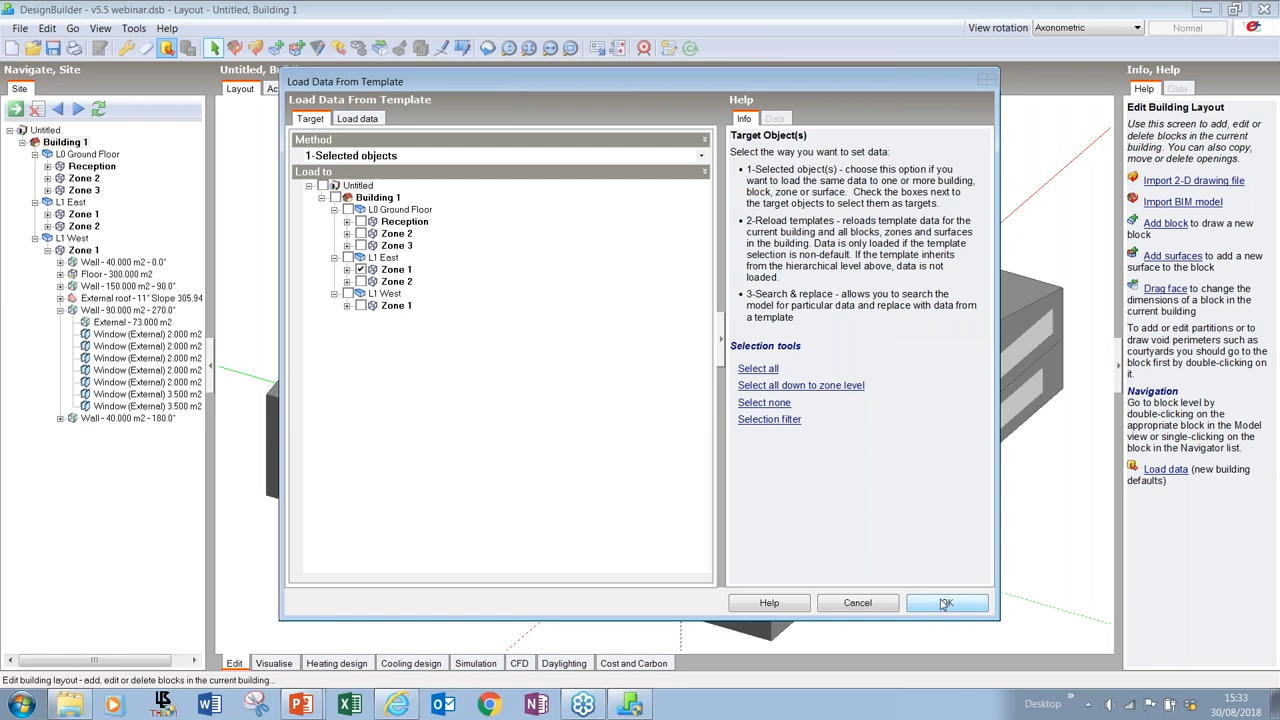 DesignBuilder - v5.5 webinar.dsb - Layout - Untitled, Building 1
File Edit Go View Tools Help
View rotation Axonometric Normal
Navigate, Site
Site
Untitled
Building 1
L0 Ground Floor
Reception
Zone 2
Zone 3
L1 East
Zone 1
Zone 2
L1 West
Zone 1
Wall - 40.000 m2 - 0.0°
Floor - 300.000 m2
Wall - 150.000 m2 - 90.0°
External roof - 11° Slope 305.94
Wall - 90.000 m2 - 270.0°
External - 73.000 m2
Window (External) 2.000 m2
Window (External) 2.000 m2
Window (External) 2.000 m2
Window (External) 2.000 m2
Window (External) 2.000 m2
Window (External) 3.500 m2
Window (External) 3.500 m2
Wall - 40.000 m2 - 180.0°
Layout
Load Data From Template
Load Data From Template
Target Load data
Method
1-Selected objects
Load to
Untitled
Building 1
L0 Ground Floor
Reception
Zone 2
Zone 3
L1 East
Zone 1
Zone 2
L1 West
Zone 1
Help
Info Data
Target Object(s)
Select the way you want to set data:
• 1-Selected object(s) - choose this option if you
want to load the same data to one or more building,
block, zone or surface. Check the boxes next to
the target objects to select them as targets.
• 2-Reload templates - reloads template data for the
current building and all blocks, zones and surfaces
in the building. Data is only loaded if the template
selection is non-default. If the template inherits
from the hierarchical level above, data is not
loaded.
• 3-Search & replace - allows you to search the
model for particular data and replace with data from
a template
Selection tools
Select all
Select all down to zone level
Select none
Selection filter
Help Cancel OK
Info, Help
Help Data
Edit Building Layout
Use this screen to add, edit or
delete blocks in the current
building. You can also copy,
move or delete openings.
Import 2-D drawing file
Import BIM model
Add block to draw a new
block
Add surfaces to add a new
surface to the block
Drag face to change the
dimensions of a block in the
current building
To add or edit partitions or to
draw void perimeters such as
courtyards you should go to the
block first by double-clicking on
it.
Navigation
Go to block level by
double-clicking on the
appropriate block in the Model
view or single-clicking on the
block in the Navigator list.
Load data (new building
defaults)
Edit Visualise Heating design Cooling design Simulation CFD Daylighting Cost and Carbon
Edit building layout - add, edit or delete blocks in the current building...
Desktop
15:33
30/08/2018